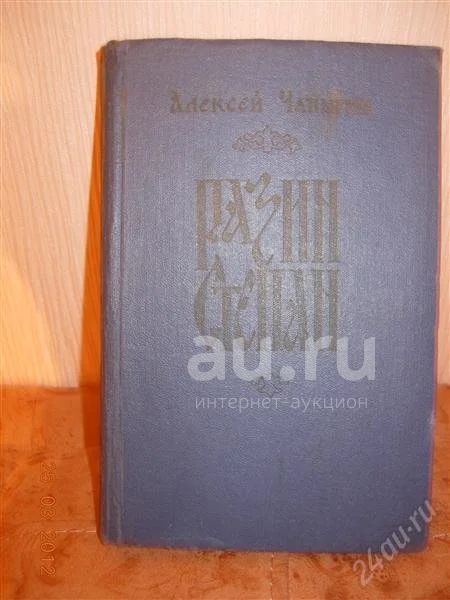 Алексей Чапыгин
РАЗИН
СТЕПАН
au.ru
интернет-аукцион
25 03 2012
24au.ru